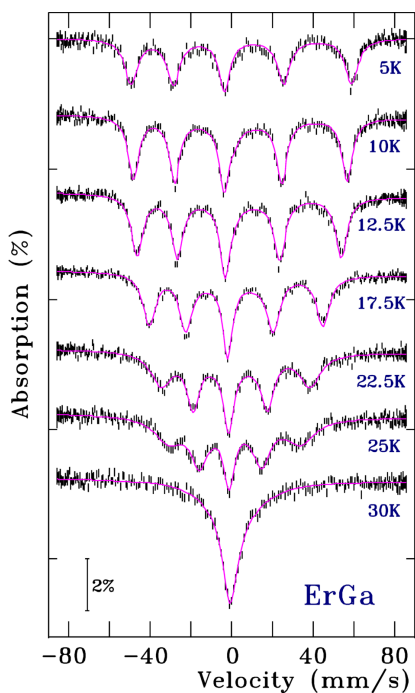 5K
10K
12.5K
17.5K
22.5K
25K
30K
2%
ErGa
Absorption (%)
-80 -40 0 40 80
Velocity (mm/s)